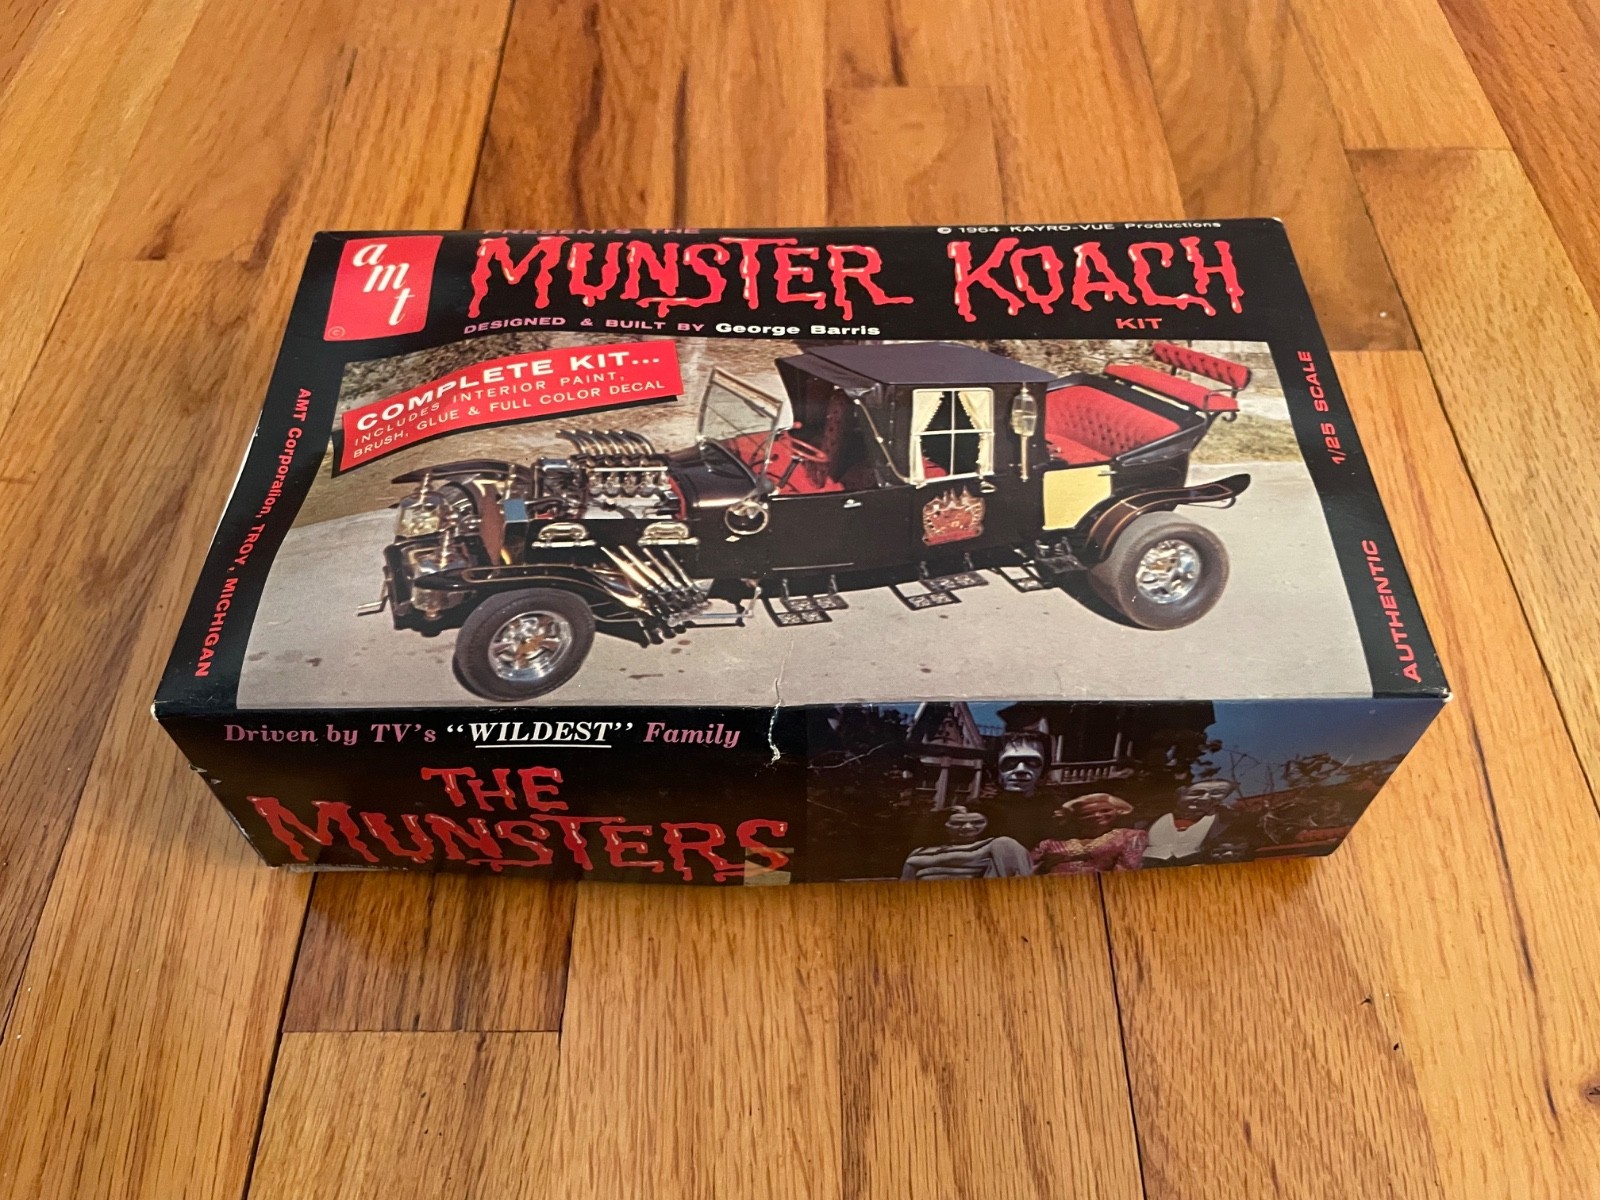 PRESENTS THE
© 1964 KAYRO-VUE Productions
amt
©
MUNSTER KOACH
DESIGNED & BUILT BY George Barris
KIT
COMPLETE KIT...
INCLUDES INTERIOR PAINT,
BRUSH, GLUE & FULL COLOR DECAL
AMT Corporation, TROY, MICHIGAN
1/25 SCALE
AUTHENTIC
Driven by TV's "WILDEST" Family
THE
MUNSTERS